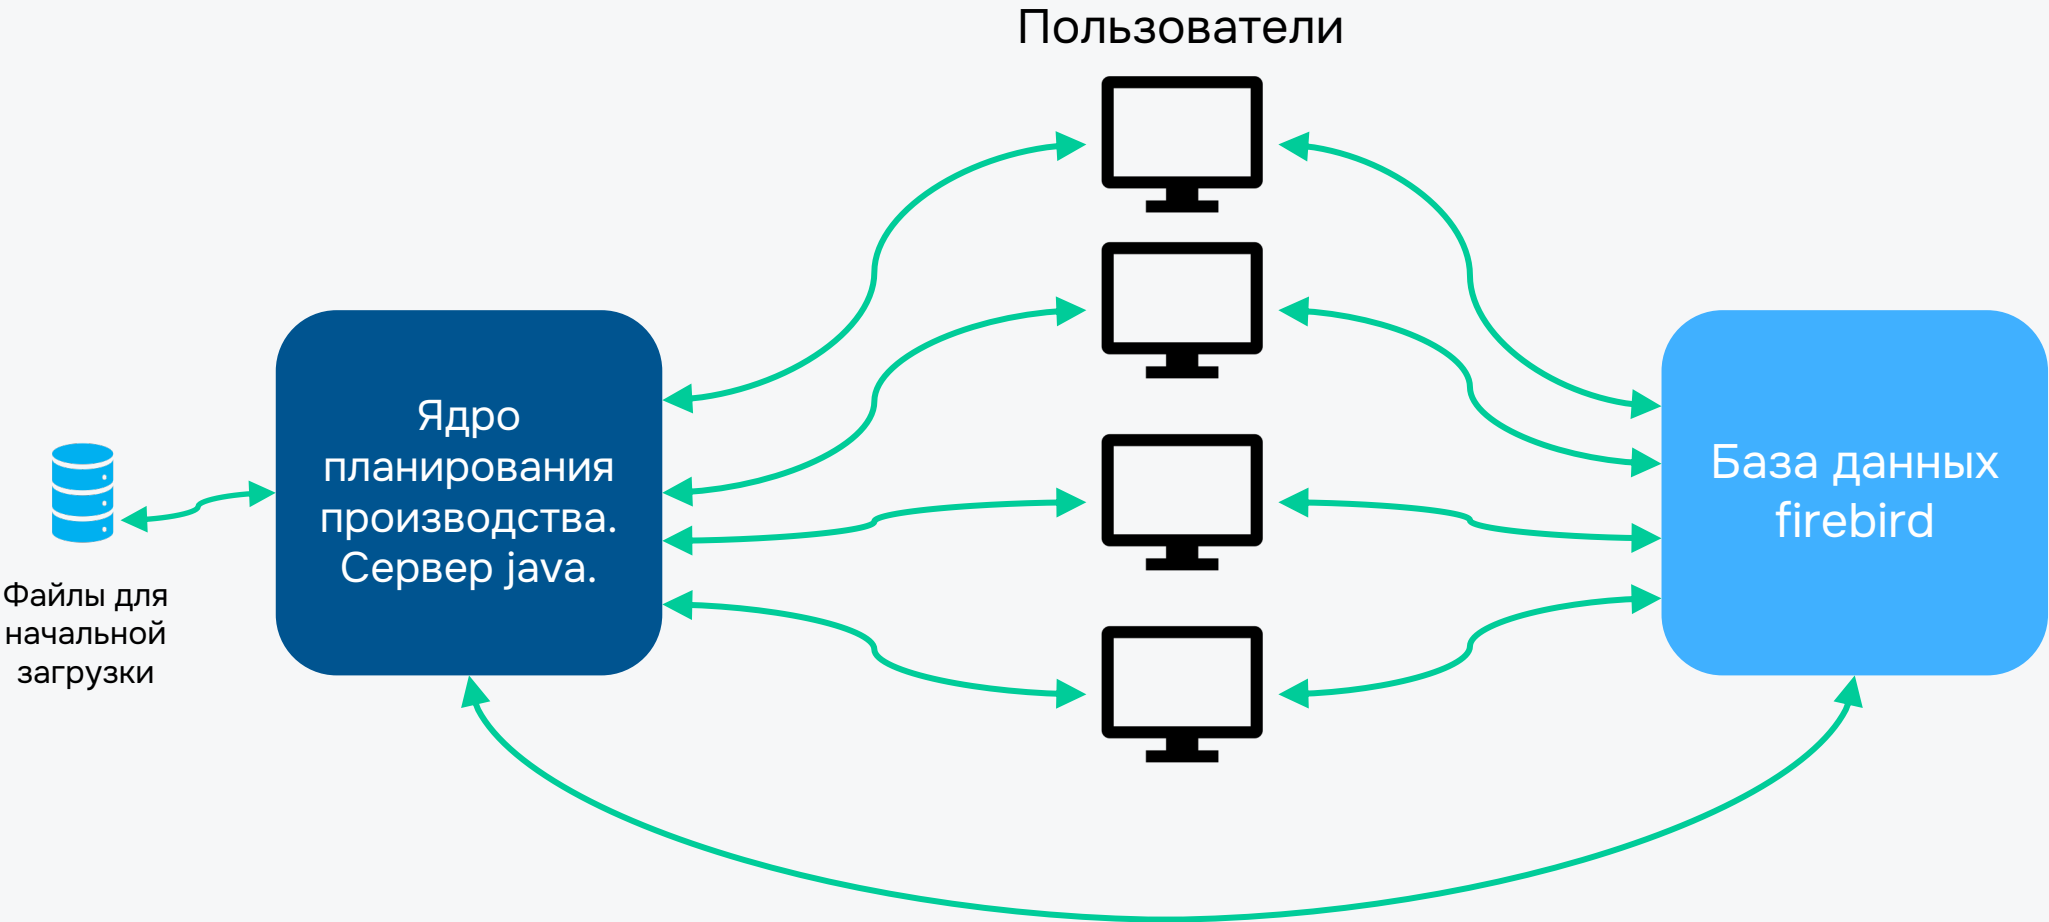 Пользователи
Ядро
планирования
производства.
Сервер java.
База данных
firebird
Файлы для
начальной
загрузки